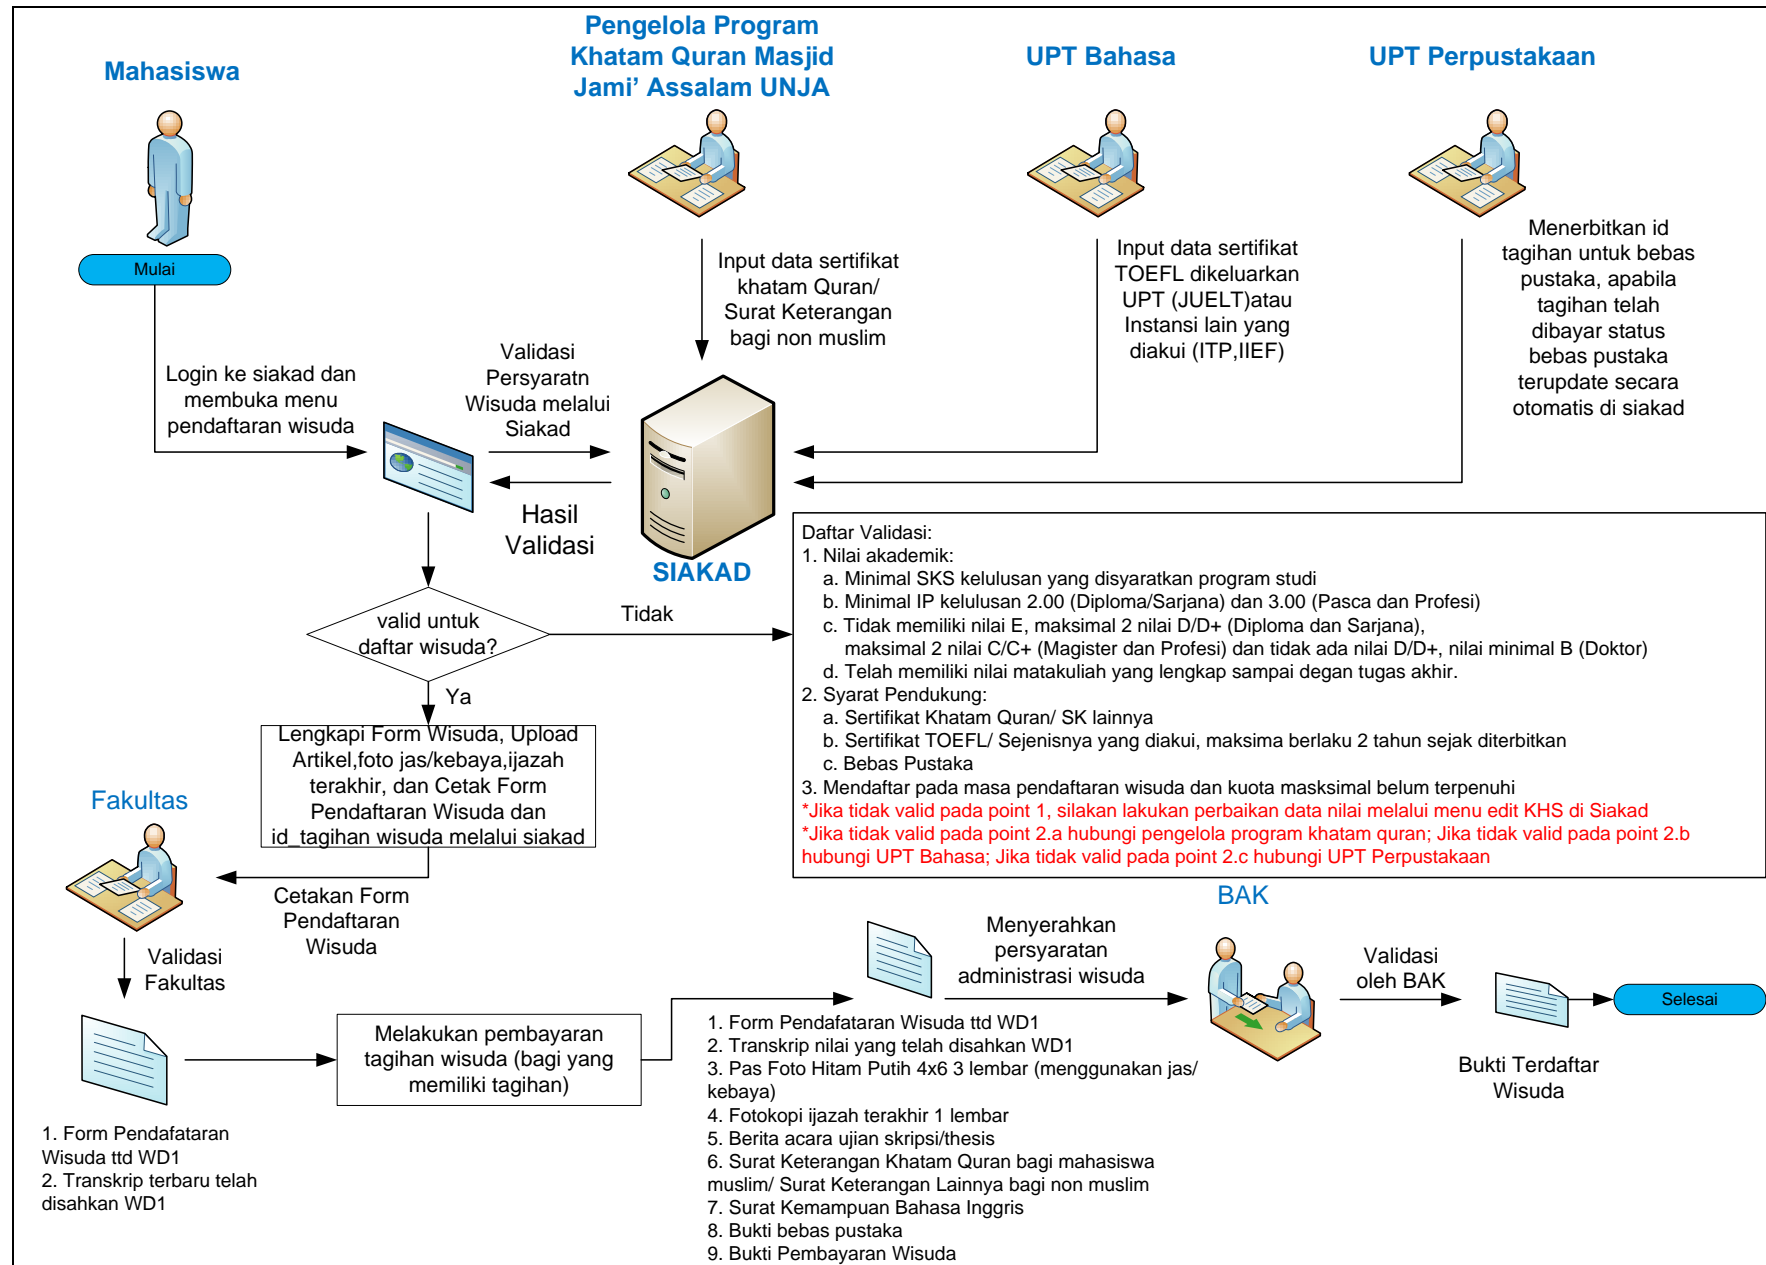 Mahasiswa
Pengelola Program
Khatam Quran Masjid
Jami’ Assalam UNJA
UPT Bahasa
UPT Perpustakaan
Mulai
Input data sertifikat
khatam Quran/
Surat Keterangan
bagi non muslim
Input data sertifikat
TOEFL dikeluarkan
UPT (JUELT)atau
Instansi lain yang
diakui (ITP,IIEF)
Menerbitkan id
tagihan untuk bebas
pustaka, apabila
tagihan telah
dibayar status
bebas pustaka
terupdate secara
otomatis di siakad
Login ke siakad dan
membuka menu
pendaftaran wisuda
Validasi
Persyaratn
Wisuda melalui
Siakad
Hasil
Validasi
SIAKAD
valid untuk
daftar wisuda?
Tidak
Ya
Daftar Validasi:
1. Nilai akademik:
a. Minimal SKS kelulusan yang disyaratkan program studi
b. Minimal IP kelulusan 2.00 (Diploma/Sarjana) dan 3.00 (Pasca dan Profesi)
c. Tidak memiliki nilai E, maksimal 2 nilai D/D+ (Diploma dan Sarjana),
maksimal 2 nilai C/C+ (Magister dan Profesi) dan tidak ada nilai D/D+, nilai minimal B (Doktor)
d. Telah memiliki nilai matakuliah yang lengkap sampai degan tugas akhir.
2. Syarat Pendukung:
a. Sertifikat Khatam Quran/ SK lainnya
b. Sertifikat TOEFL/ Sejenisnya yang diakui, maksima berlaku 2 tahun sejak diterbitkan
c. Bebas Pustaka
3. Mendaftar pada masa pendaftaran wisuda dan kuota masksimal belum terpenuhi
*Jika tidak valid pada point 1, silakan lakukan perbaikan data nilai melalui menu edit KHS di Siakad
*Jika tidak valid pada point 2.a hubungi pengelola program khatam quran; Jika tidak valid pada point 2.b
hubungi UPT Bahasa; Jika tidak valid pada point 2.c hubungi UPT Perpustakaan
Lengkapi Form Wisuda, Upload
Artikel,foto jas/kebaya,ijazah
terakhir, dan Cetak Form
Pendaftaran Wisuda dan
id_tagihan wisuda melalui siakad
Fakultas
Cetakan Form
Pendaftaran
Wisuda
Validasi
Fakultas
1. Form Pendafataran
Wisuda ttd WD1
2. Transkrip terbaru telah
disahkan WD1
Melakukan pembayaran
tagihan wisuda (bagi yang
memiliki tagihan)
1. Form Pendafataran Wisuda ttd WD1
2. Transkrip nilai yang telah disahkan WD1
3. Pas Foto Hitam Putih 4x6 3 lembar (menggunakan jas/
kebaya)
4. Fotokopi ijazah terakhir 1 lembar
5. Berita acara ujian skripsi/thesis
6. Surat Keterangan Khatam Quran bagi mahasiswa
muslim/ Surat Keterangan Lainnya bagi non muslim
7. Surat Kemampuan Bahasa Inggris
8. Bukti bebas pustaka
9. Bukti Pembayaran Wisuda
Menyerahkan
persyaratan
administrasi wisuda
BAK
Validasi
oleh BAK
Bukti Terdaftar
Wisuda
Selesai